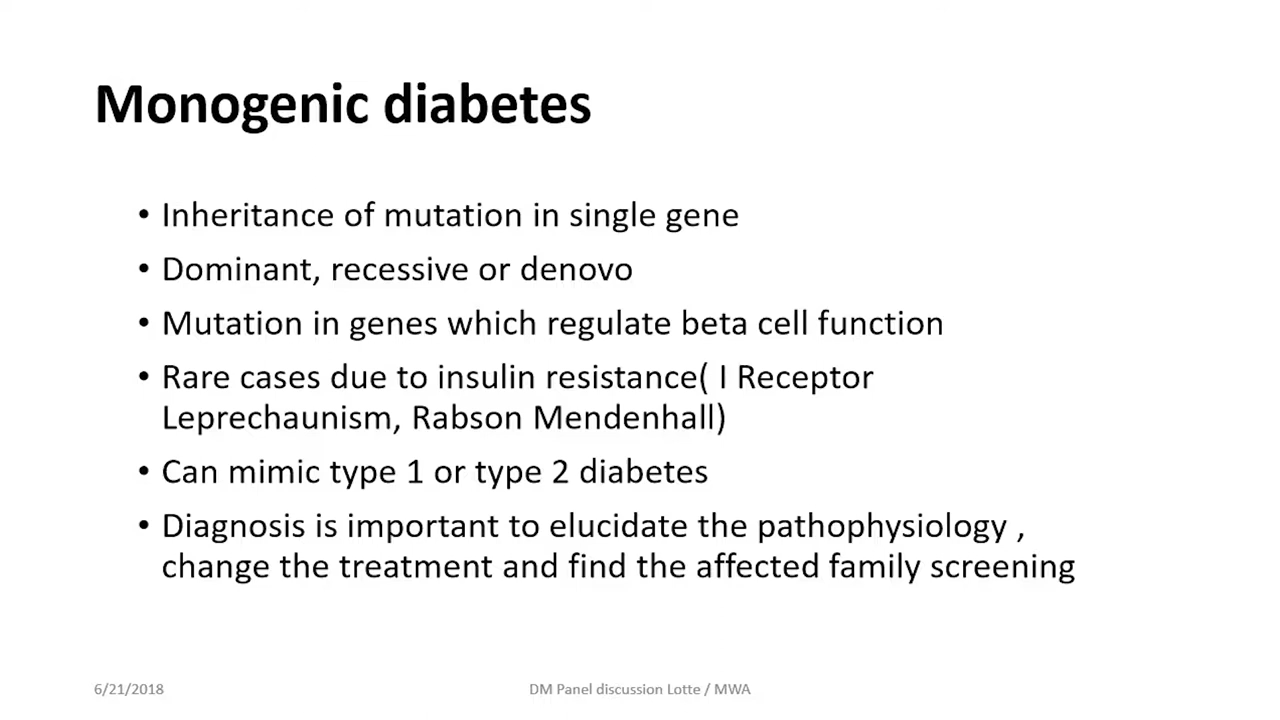 Monogenic diabetes
• Inheritance of mutation in single gene
• Dominant, recessive or denovo
• Mutation in genes which regulate beta cell function
• Rare cases due to insulin resistance( I Receptor
Leprechaunism, Rabson Mendenhall)
• Can mimic type 1 or type 2 diabetes
• Diagnosis is important to elucidate the pathophysiology ,
change the treatment and find the affected family screening
6/21/2018
DM Panel discussion Lotte / MWA